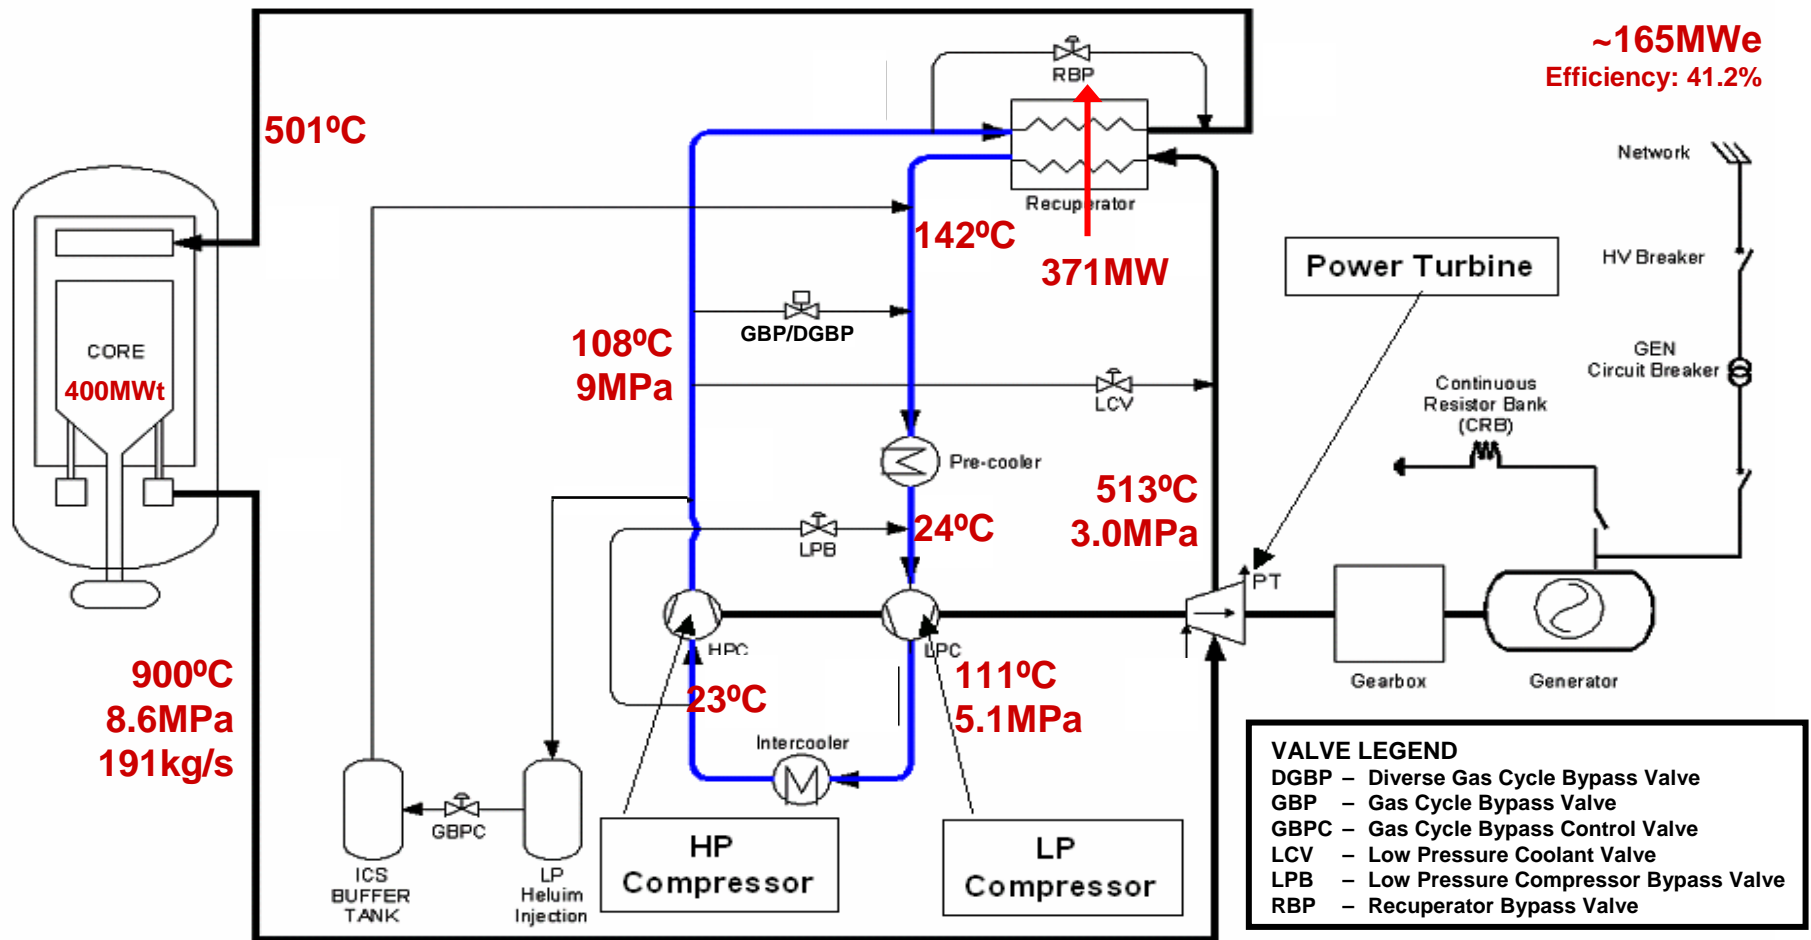 ~165MWe
Efficiency: 41.2%
RBP
501ºC
Network
Recuperator
142ºC
371MW
Power Turbine
HV Breaker
GBP/DGBP
108ºC
9MPa
CORE
400MWt
LCV
GEN
Circuit Breaker
Continuous
Resistor Bank
(CRB)
Pre-cooler
513ºC
3.0MPa
24ºC
LPB
PT
HPC
LPC
900ºC
8.6MPa
191kg/s
23ºC
111ºC
5.1MPa
Gearbox
Generator
Intercooler
GBPC
ICS
BUFFER
TANK
LP
Heluim
Injection
HP
Compressor
LP
Compressor
VALVE LEGEND
DGBP – Diverse Gas Cycle Bypass Valve
GBP – Gas Cycle Bypass Valve
GBPC – Gas Cycle Bypass Control Valve
LCV – Low Pressure Coolant Valve
LPB – Low Pressure Compressor Bypass Valve
RBP – Recuperator Bypass Valve